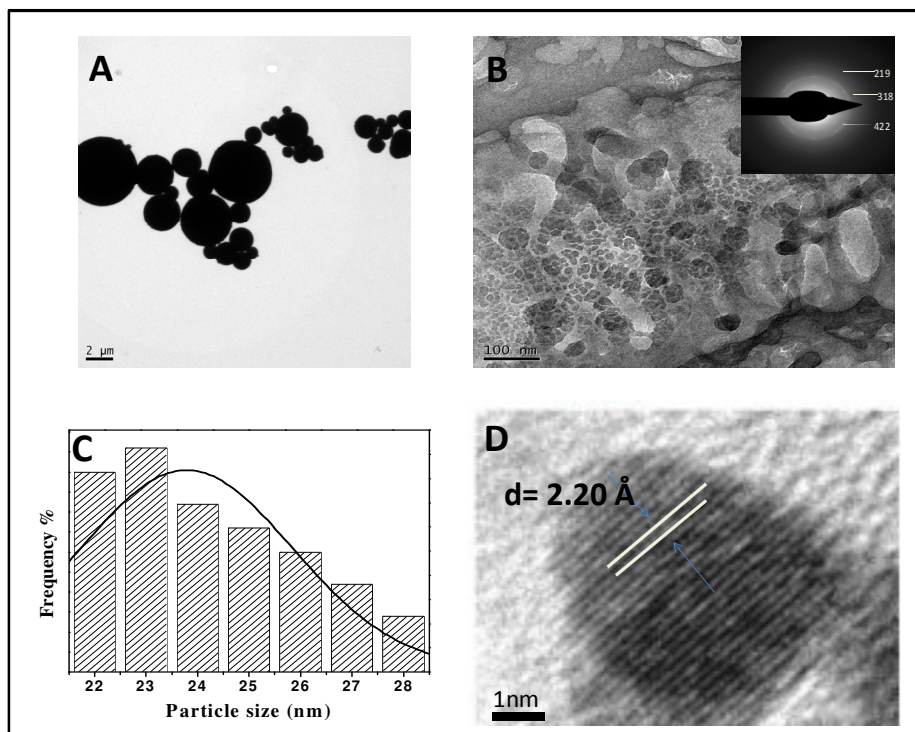 A
2 µm
B
219
318
422
100 nm
C
Frequency %
22 23 24 25 26 27 28
Particle size (nm)
D
d= 2.20 Å
1nm